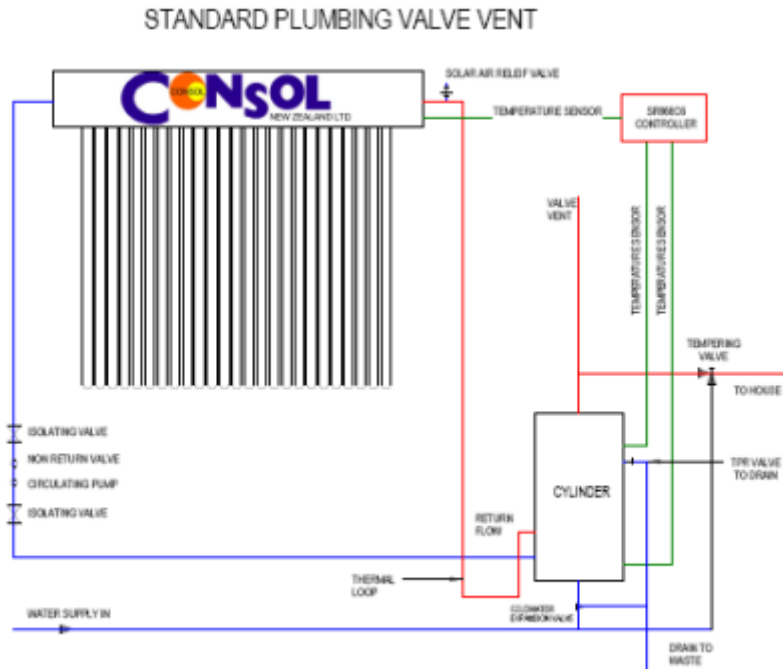 STANDARD PLUMBING VALVE VENT
SOLAR AIR RELEIF VALVE
CONSOL
CONSOL
NEW ZEALAND LTD
TEMPERATURE SENSOR
CONTROLLER
VALVE
VENT
TEMPERATURE SENSOR
TEMPERATURE SENSOR
TEMPERING
VALVE
TO HOUSE
ISOLATING VALVE
NON RETURN VALVE
CIRCULATING PUMP
ISOLATING VALVE
TPR VALVE
TO DRAIN
CYLINDER
RETURN
FLOW
THERMAL
LOOP
COLDWATER
EXPANSION VALVE
WATER SUPPLY IN
DRAIN TO
WASTE